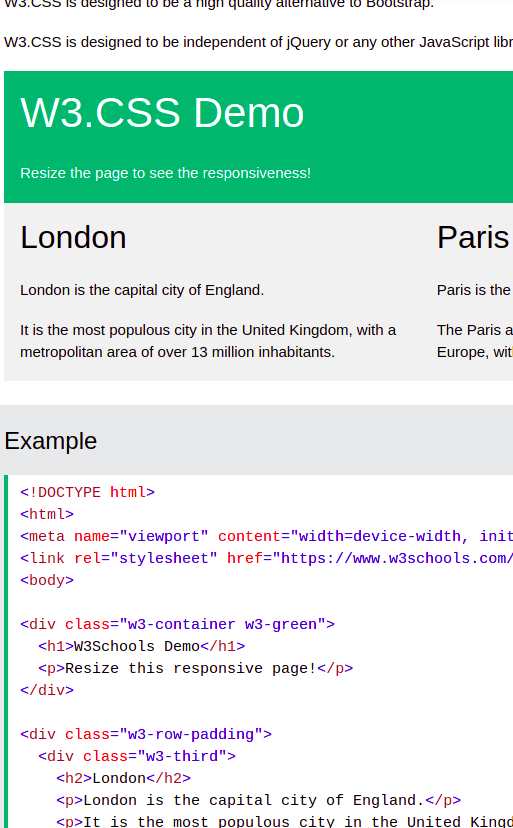 W3.CSS is designed to be a high quality alternative to Bootstrap.
W3.CSS is designed to be independent of jQuery or any other JavaScript libr
W3.CSS Demo
Resize the page to see the responsiveness!
London
London is the capital city of England.
It is the most populous city in the United Kingdom, with a
metropolitan area of over 13 million inhabitants.
Paris
Paris is the
The Paris a
Europe, wit
Example
<!DOCTYPE html>
<html>
<meta name="viewport" content="width=device-width, init
<link rel="stylesheet" href="https://www.w3schools.com/
<body>
<div class="w3-container w3-green">
<h1>W3Schools Demo</h1>
<p>Resize this responsive page!</p>
</div>
<div class="w3-row-padding">
<div class="w3-third">
<h2>London</h2>
<p>London is the capital city of England.</p>
<p>It is the most populous city in the United Kingd